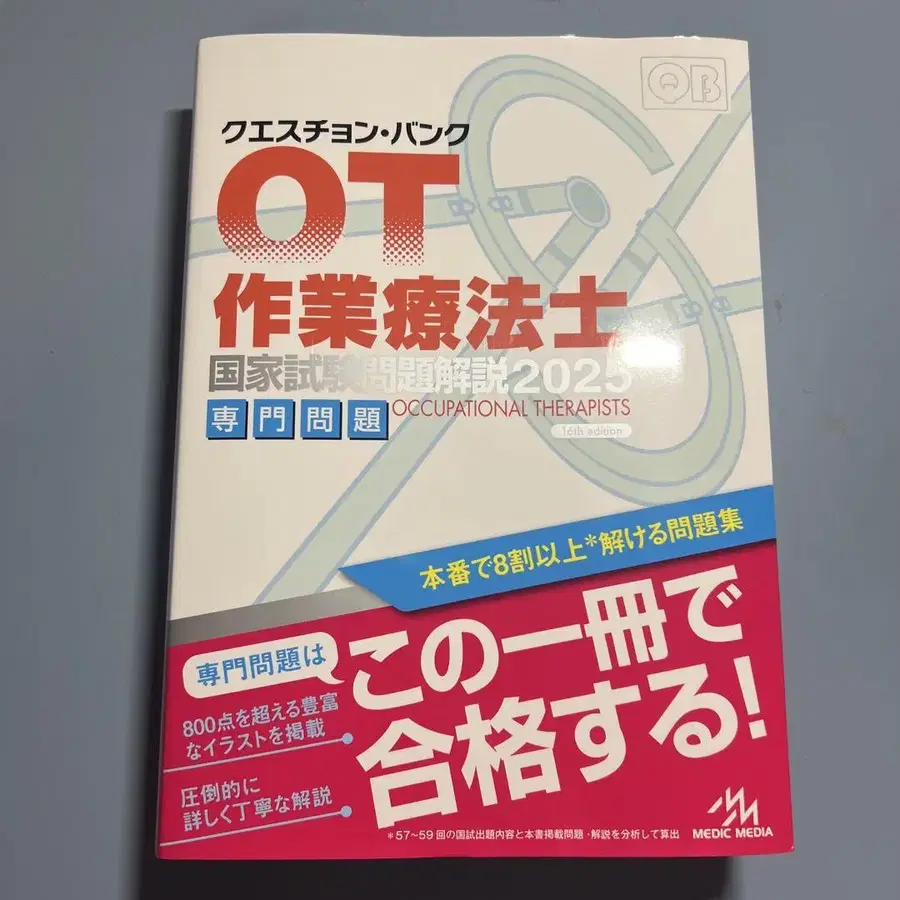 QB
クエスチョン・バンク
OT
作業療法士
国家試験問題解説2025
専門問題
OCCUPATIONAL THERAPISTS
16th edition
本番で8割以上*解ける問題集
専門問題は
この一冊で
合格する!
800点を超える豊富
なイラストを掲載
圧倒的に
詳しく丁寧な解説
*57~59回の国試出題内容と本書掲載問題・解説を分析して算出
MEDIC MEDIA